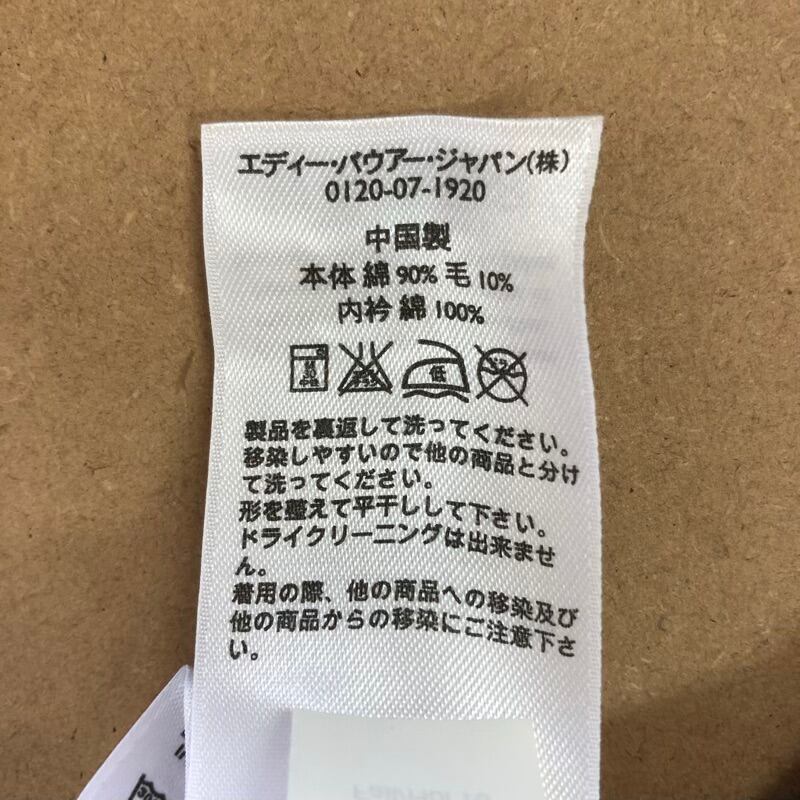 エディー・バウアー・ジャパン(株)
0120-07-1920
中国製
本体 綿 90% 毛 10%
内衿 綿 100%
低
製品を裏返して洗ってください。
移染しやすいので他の商品と分け
て洗ってください。
形を整えて平干しして下さい。
ドライクリーニングは出来ませ
ん。
着用の際、他の商品への移染及び
他の商品からの移染にご注意下さ
い。